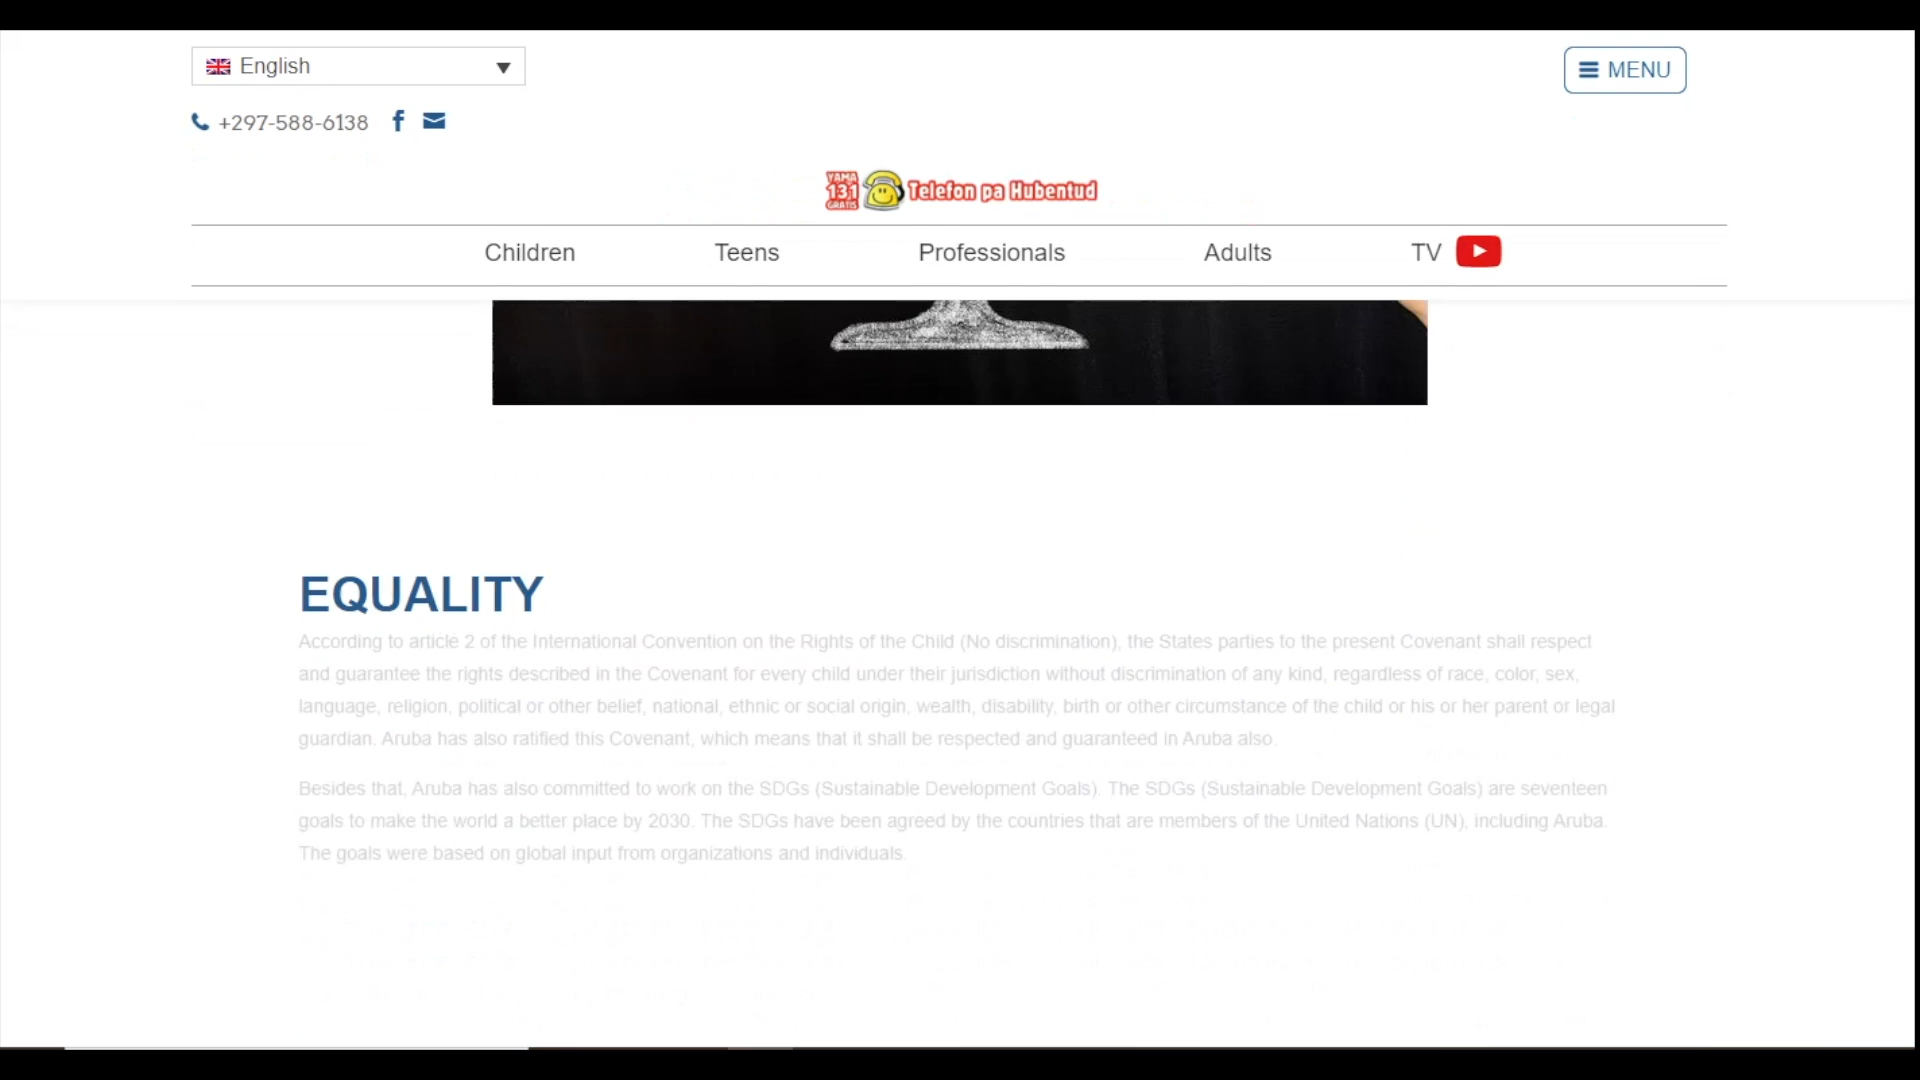 English
MENU
+297-588-6138
YAMA
131
GRATIS
Telefon pa Hubentud
Children
Teens
Professionals
Adults
TV
EQUALITY
According to article 2 of the International Convention on the Rights of the Child (No discrimination), the States parties to the present Covenant shall respect
and guarantee the rights described in the Covenant for every child under their jurisdiction without discrimination of any kind, regardless of race, color, sex,
language, religion, political or other belief, national, ethnic or social origin, wealth, disability, birth or other circumstance of the child or his or her parent or legal
guardian. Aruba has also ratified this Covenant, which means that it shall be respected and guaranteed in Aruba also.
Besides that, Aruba has also committed to work on the SDGs (Sustainable Development Goals). The SDGs (Sustainable Development Goals) are seventeen
goals to make the world a better place by 2030. The SDGs have been agreed by the countries that are members of the United Nations (UN), including Aruba.
The goals were based on global input from organizations and individuals.